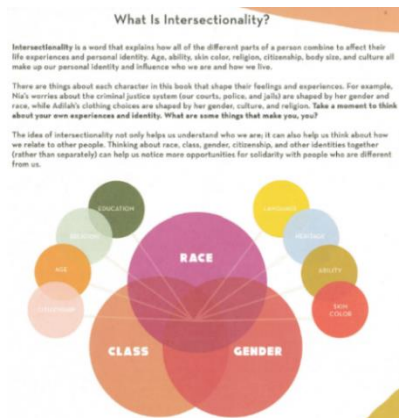 What Is Intersectionality?
Intersectionality is a word that explains how all of the different parts of a person combine to affect their
life experiences and personal identity. Age, ability, skin color, religion, citizenship, body size, and culture all
make up our personal identity and influence who we are and how we live.
There are things about each character in this book that shape their feelings and experiences. For example,
Nia's worries about the criminal justice system (our courts, police, and jails) are shaped by her gender and
race, while Adilah's clothing choices are shaped by her gender, culture, and religion. Take a moment to think
about your own experiences and identity. What are some things that make you, you?
The idea of intersectionality not only helps us understand who we are; it can also help us think about how
we relate to other people. Thinking about race, class, gender, citizenship, and other identities together
(rather than separately) can help us notice more opportunities for solidarity with people who are different
from us.
EDUCATION
LANGUAGE
HERITAGE
RACE
AGE
ABILITY
SKIN
COLOR
CLASS
GENDER